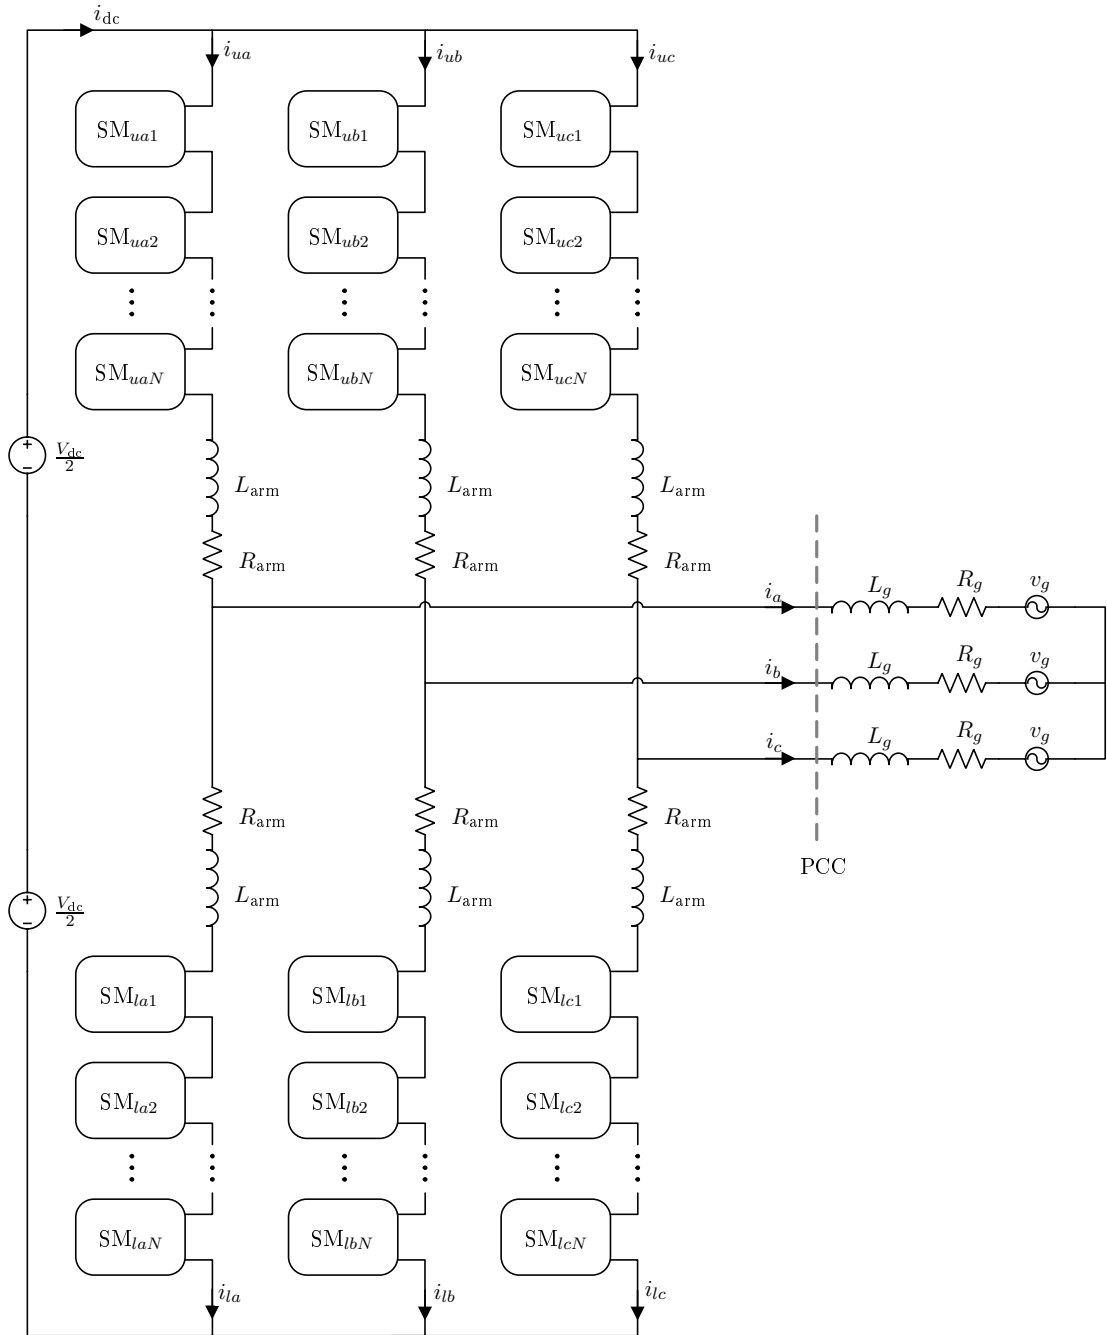 i_dc
i_ua i_ub i_uc
SM_ua1 SM_ub1 SM_uc1
SM_ua2 SM_ub2 SM_uc2
SM_uaN SM_ubN SM_ucN
+ − V_dc/2
L_arm L_arm L_arm
R_arm R_arm R_arm
i_a L_g R_g v_g
i_b L_g R_g v_g
i_c L_g R_g v_g
R_arm R_arm R_arm
PCC
+ − V_dc/2
L_arm L_arm L_arm
SM_la1 SM_lb1 SM_lc1
SM_la2 SM_lb2 SM_lc2
SM_laN SM_lbN SM_lcN
i_la i_lb i_lc